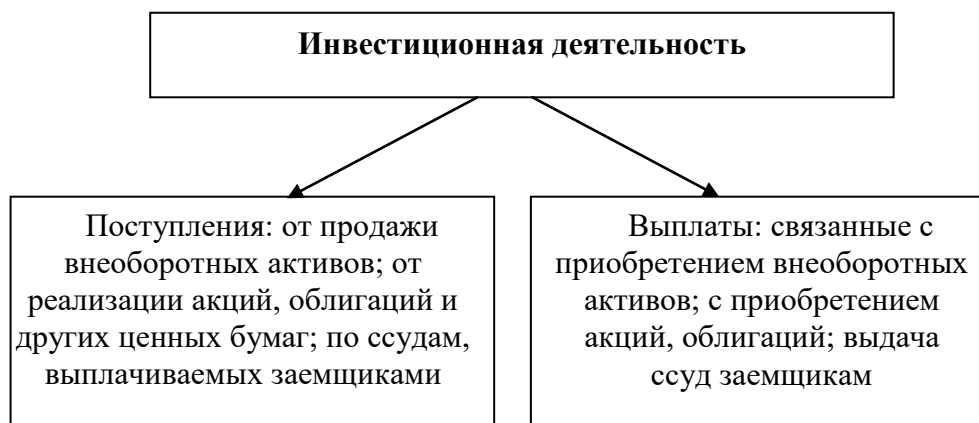 Инвестиционная деятельность
Поступления: от продажи
внеоборотных активов; от
реализации акций, облигаций и
других ценных бумаг; по ссудам,
выплачиваемых заемщиками
Выплаты: связанные с
приобретением внеоборотных
активов; с приобретением
акций, облигаций; выдача
ссуд заемщикам